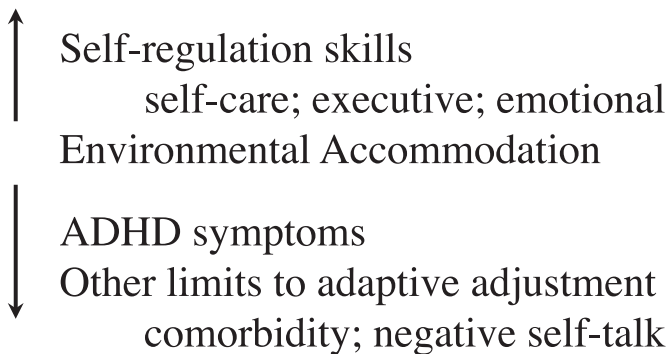 Self-regulation skills
self-care; executive; emotional
Environmental Accommodation
ADHD symptoms
Other limits to adaptive adjustment
comorbidity; negative self-talk